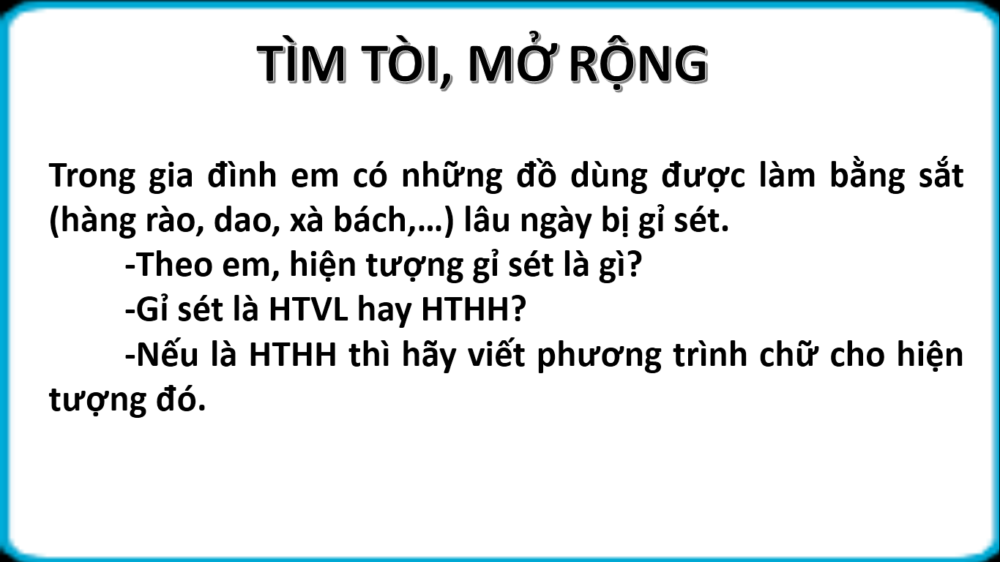 TÌM TÒI, MỞ RỘNG
Trong gia đình em có những đồ dùng được làm bằng sắt
(hàng rào, dao, xà bách,…) lâu ngày bị gỉ sét.
-Theo em, hiện tượng gỉ sét là gì?
-Gỉ sét là HTVL hay HTHH?
-Nếu là HTHH thì hãy viết phương trình chữ cho hiện
tượng đó.